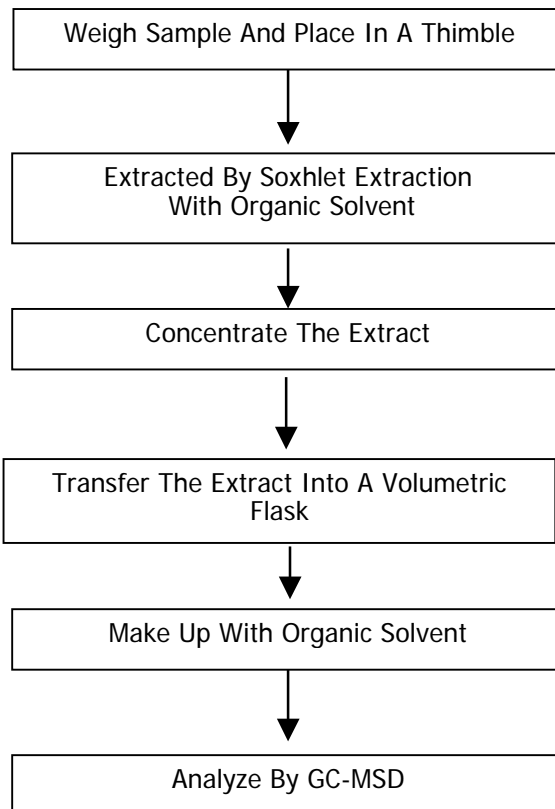 Weigh Sample And Place In A Thimble
Extracted By Soxhlet Extraction
With Organic Solvent
Concentrate The Extract
Transfer The Extract Into A Volumetric
Flask
Make Up With Organic Solvent
Analyze By GC-MSD